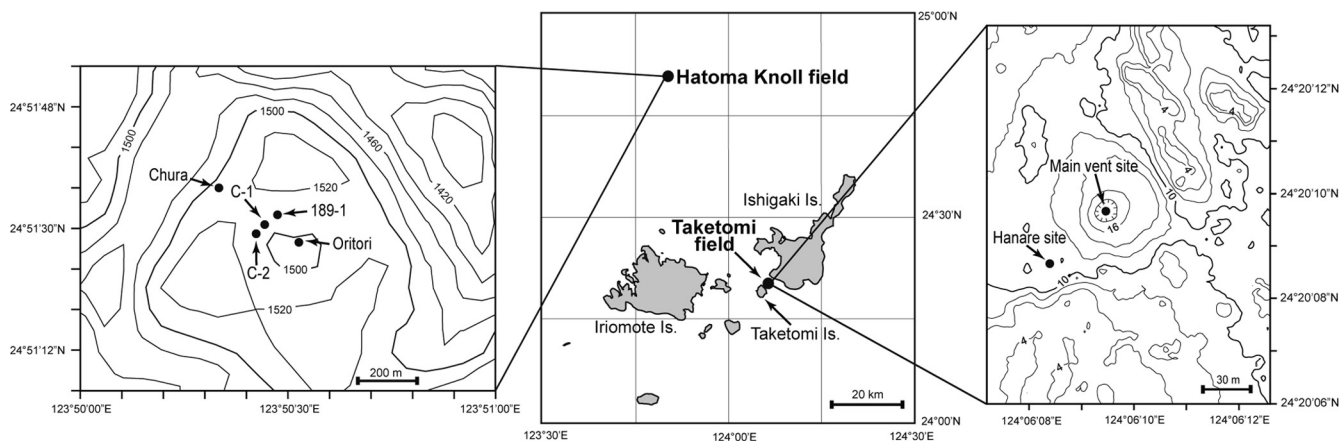 24°51'48"N
24°51'30"N
24°51'12"N
1500
1500
1460
1420
1520
Chura
C-1
189-1
C-2
Oritori
1500
1520
200 m
123°50'00"E
123°50'30"E
123°51'00"E
25°00'N
24°30'N
24°00'N
Hatoma Knoll field
Ishigaki Is.
Taketomi
field
Iriomote Is.
Taketomi Is.
20 km
123°30'E
124°00'E
124°30'E
24°20'12"N
24°20'10"N
24°20'08"N
24°20'06"N
4
4
4
10
Main vent site
16
Hanare site
10
4
4
30 m
124°06'08"E
124°06'10"E
124°06'12"E